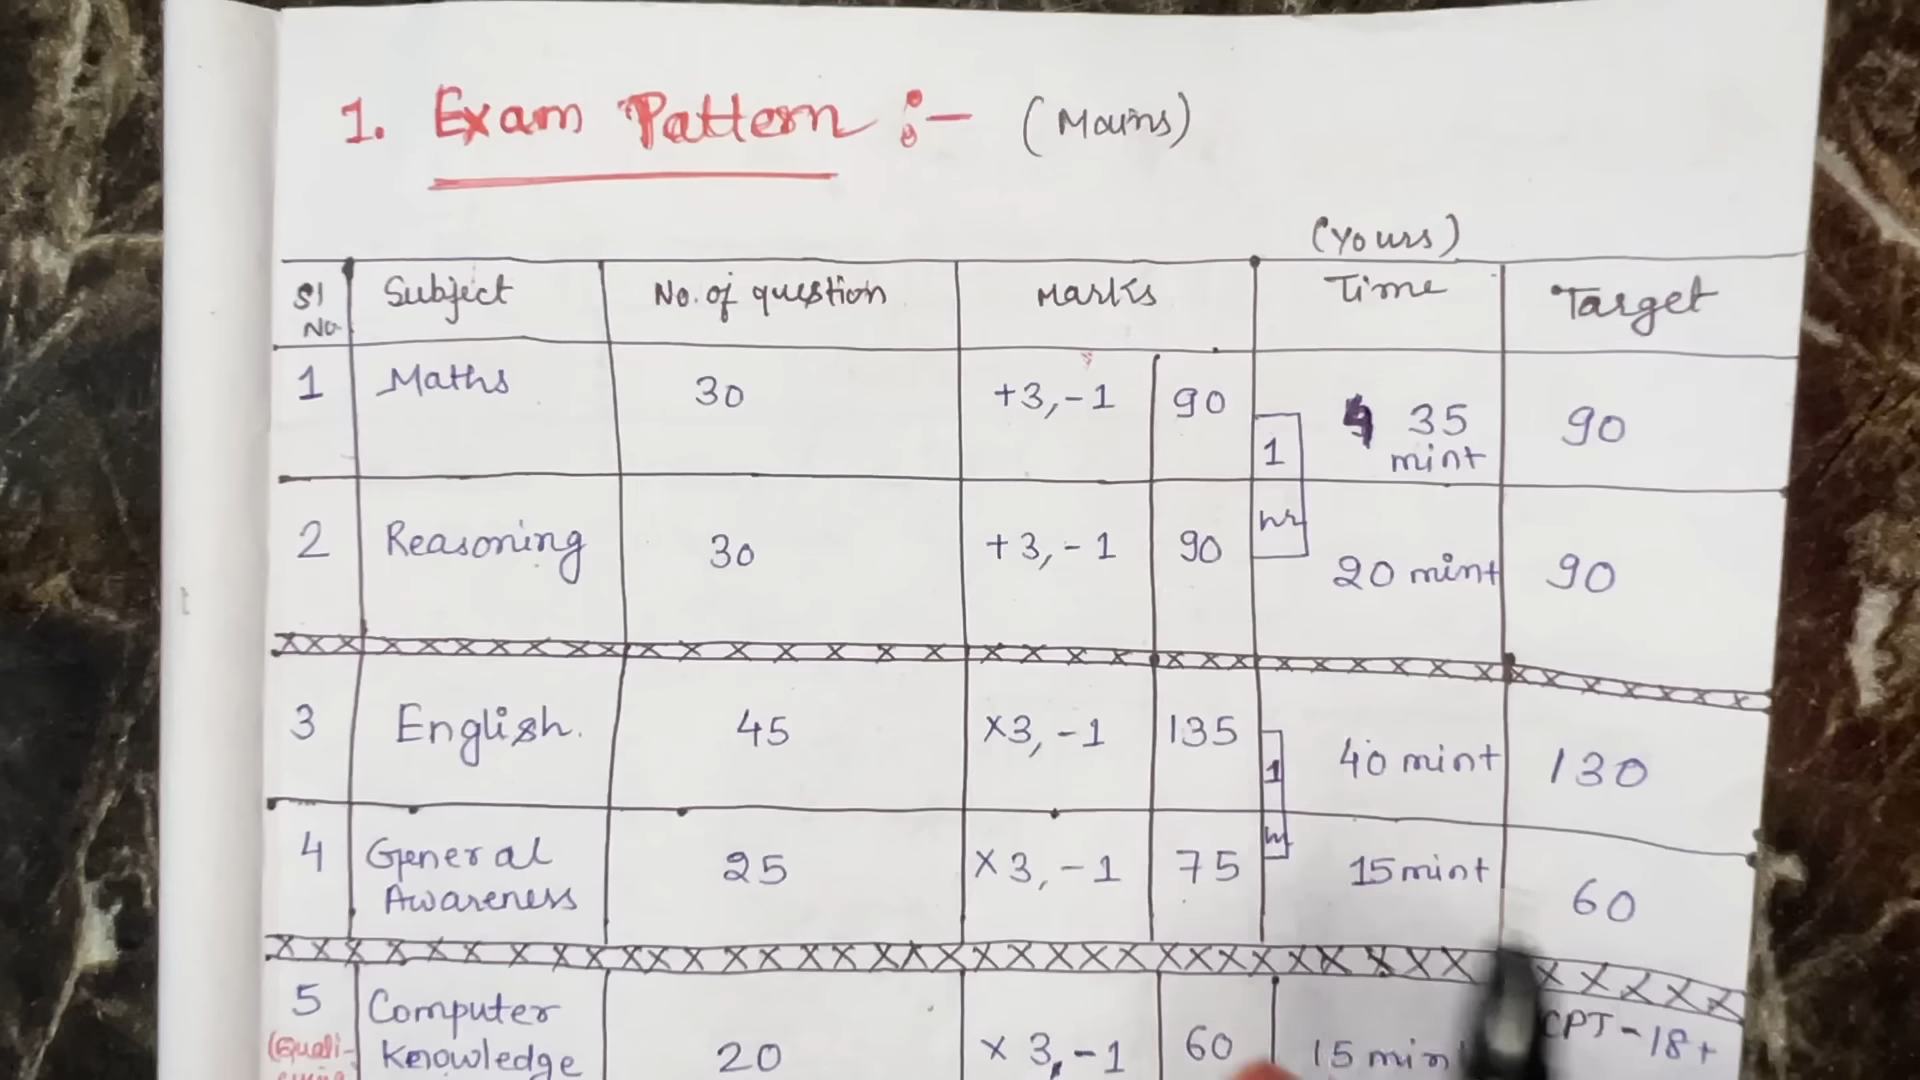 1. Exam Pattern :- (Mains)
(Yours)
Sl No. Subject No. of question Marks Time Target
1 Maths 30 +3,-1 90 35 mint 90
1 hr
2 Reasoning 30 +3,-1 90 20 mint 90
3 English. 45 ×3,-1 135 40 mint 130
1 hr
4 General Awareness 25 ×3,-1 75 15 mint 60
5 Computer Knowledge 20 ×3,-1 60 15 min CPT-18+
(Quali-